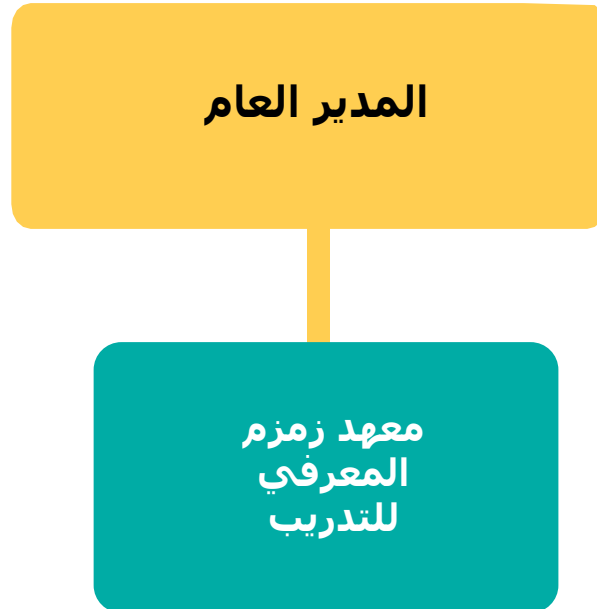 المدير العام
معهد زمزم
المعرفي
للتدريب